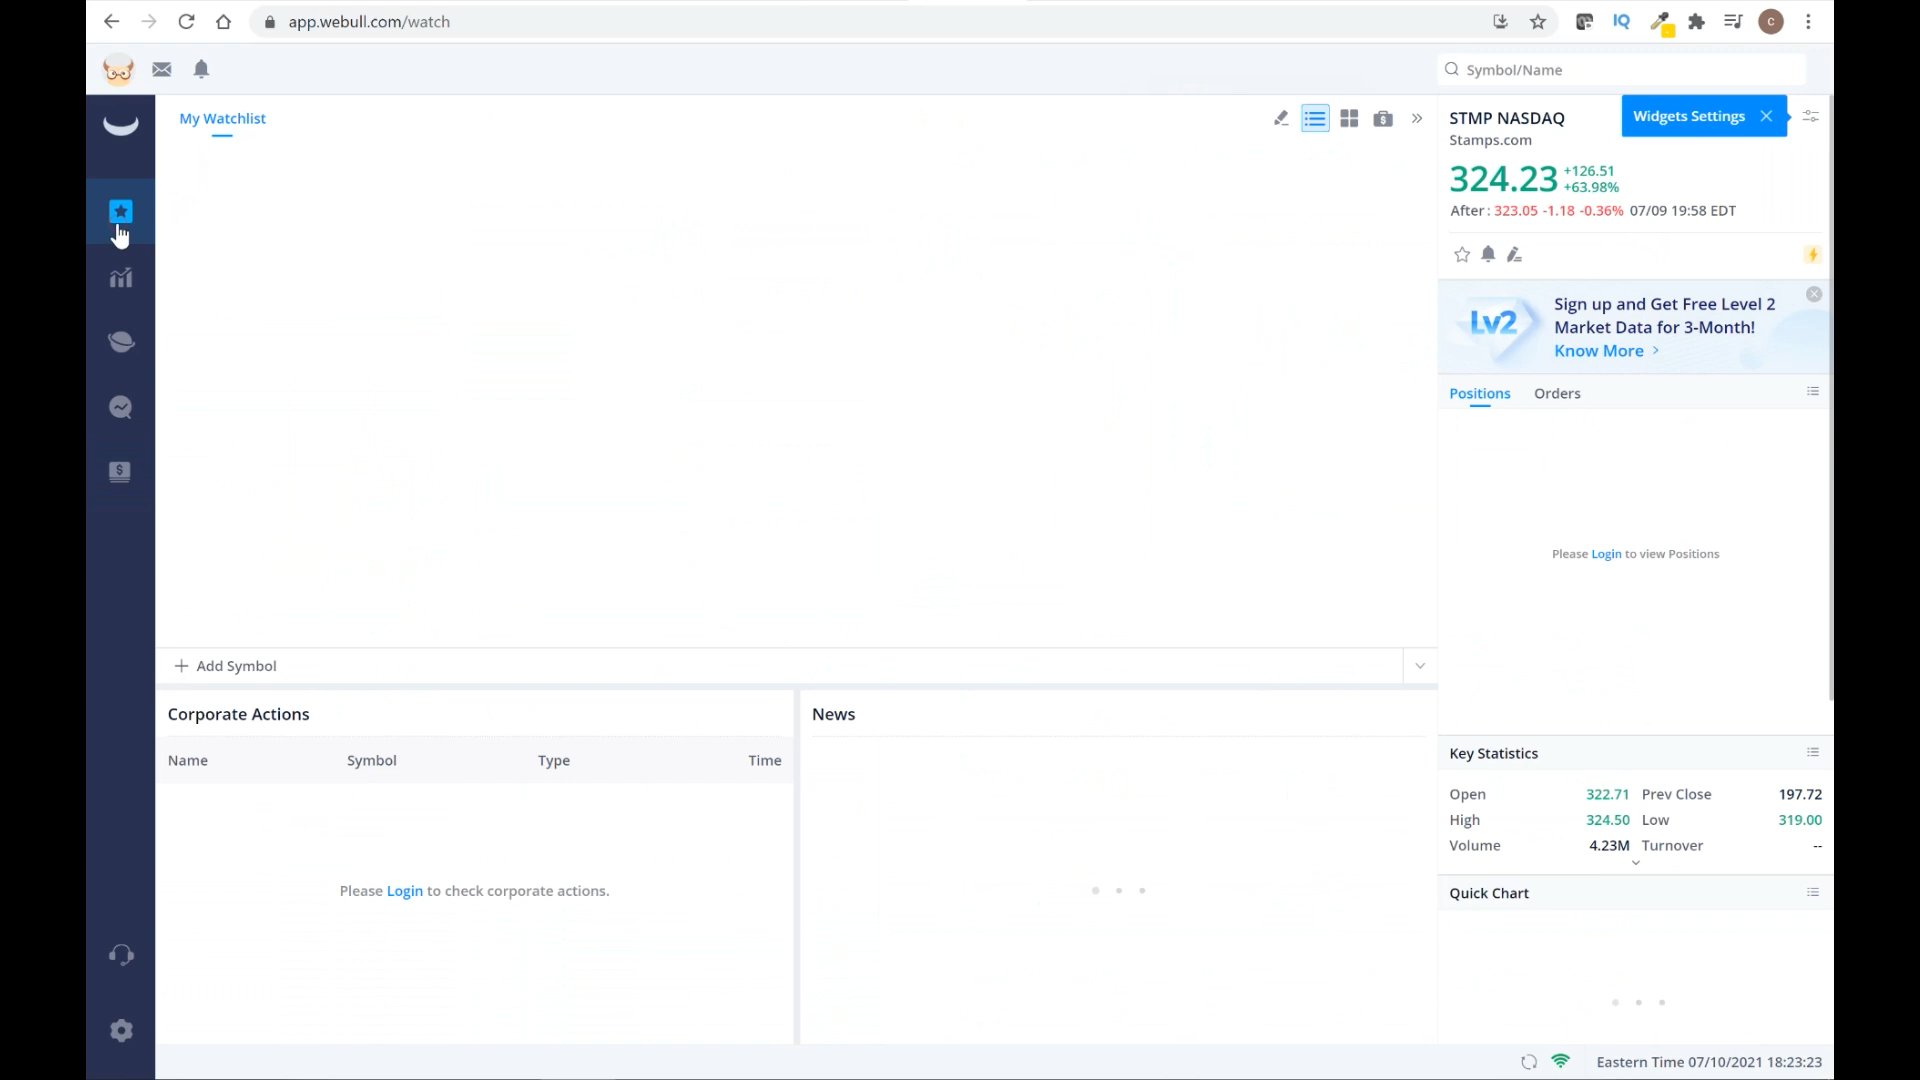 app.webull.com/watch
IQ
C
Symbol/Name
My Watchlist
STMP NASDAQ
Widgets Settings
Stamps.com
324.23
+126.51
+63.98%
After: 323.05 -1.18 -0.36% 07/09 19:58 EDT
Lv2
Sign up and Get Free Level 2
Market Data for 3-Month!
Know More >
Positions Orders
Please Login to view Positions
+ Add Symbol
Corporate Actions
Name Symbol Type Time
Please Login to check corporate actions.
News
Key Statistics
Open 322.71 Prev Close 197.72
High 324.50 Low 319.00
Volume 4.23M Turnover --
Quick Chart
Eastern Time 07/10/2021 18:23:23